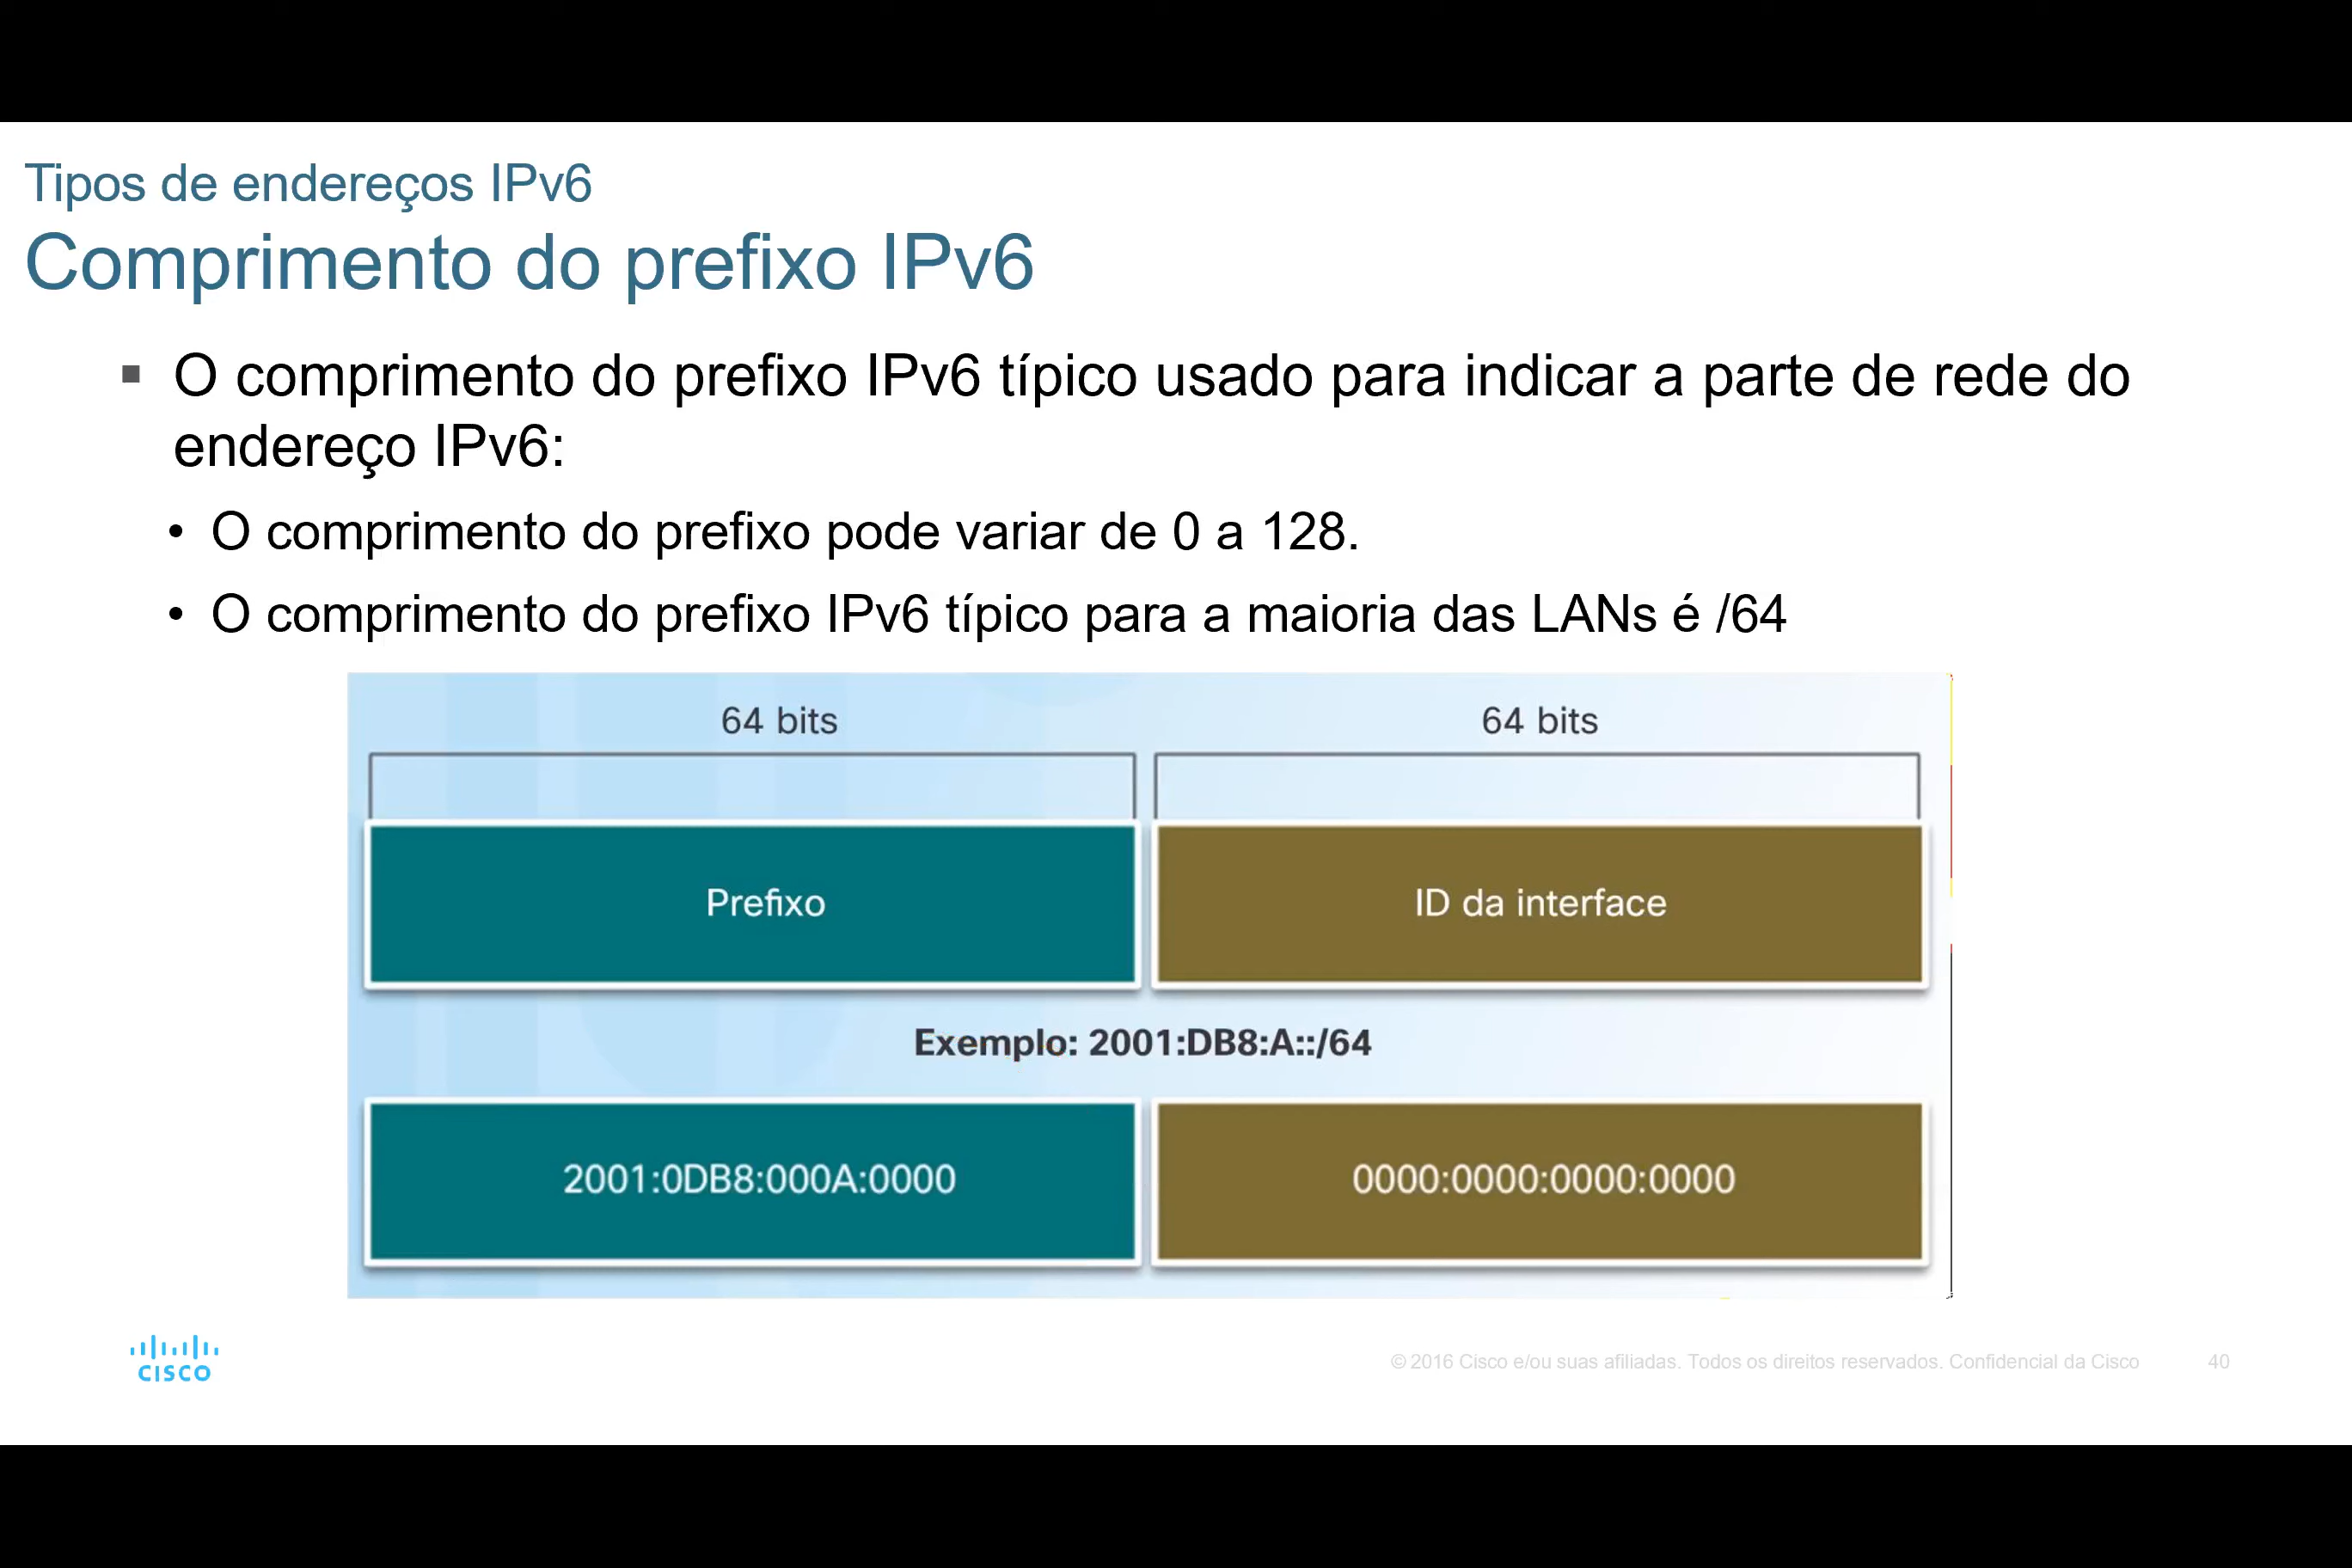 Tipos de endereços IPv6
Comprimento do prefixo IPv6
▪ O comprimento do prefixo IPv6 típico usado para indicar a parte de rede do
endereço IPv6:
• O comprimento do prefixo pode variar de 0 a 128.
• O comprimento do prefixo IPv6 típico para a maioria das LANs é /64
64 bits 64 bits
Prefixo ID da interface
Exemplo: 2001:DB8:A::/64
2001:0DB8:000A:0000 0000:0000:0000:0000
CISCO
© 2016 Cisco e/ou suas afiliadas. Todos os direitos reservados. Confidencial da Cisco 40